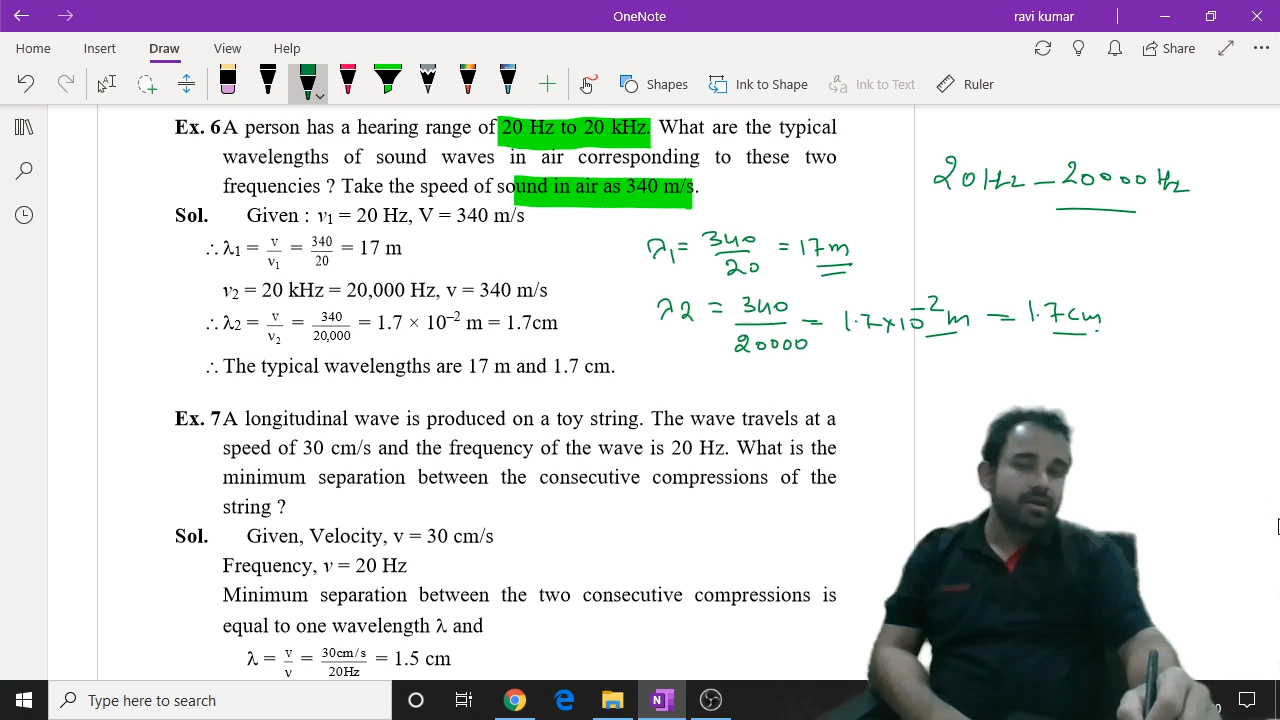 OneNote
ravi kumar
Home Insert Draw View Help
Share
Shapes Ink to Shape Ink to Text Ruler
Ex. 6 A person has a hearing range of 20 Hz to 20 kHz. What are the typical
wavelengths of sound waves in air corresponding to these two
frequencies ? Take the speed of sound in air as 340 m/s.
Sol. Given : ν1 = 20 Hz, V = 340 m/s
∴ λ1 = v/ν1 = 340/20 = 17 m
ν2 = 20 kHz = 20,000 Hz, v = 340 m/s
∴ λ2 = v/ν2 = 340/20,000 = 1.7 × 10⁻² m = 1.7cm
∴ The typical wavelengths are 17 m and 1.7 cm.
20Hz – 20000Hz
λ1 = 340/20 = 17m
λ2 = 340/20000 = 1.7×10⁻²m = 1.7cm
Ex. 7 A longitudinal wave is produced on a toy string. The wave travels at a
speed of 30 cm/s and the frequency of the wave is 20 Hz. What is the
minimum separation between the consecutive compressions of the
string ?
Sol. Given, Velocity, v = 30 cm/s
Frequency, ν = 20 Hz
Minimum separation between the two consecutive compressions is
equal to one wavelength λ and
λ = v/ν = 30cm/s/20Hz = 1.5 cm
Type here to search